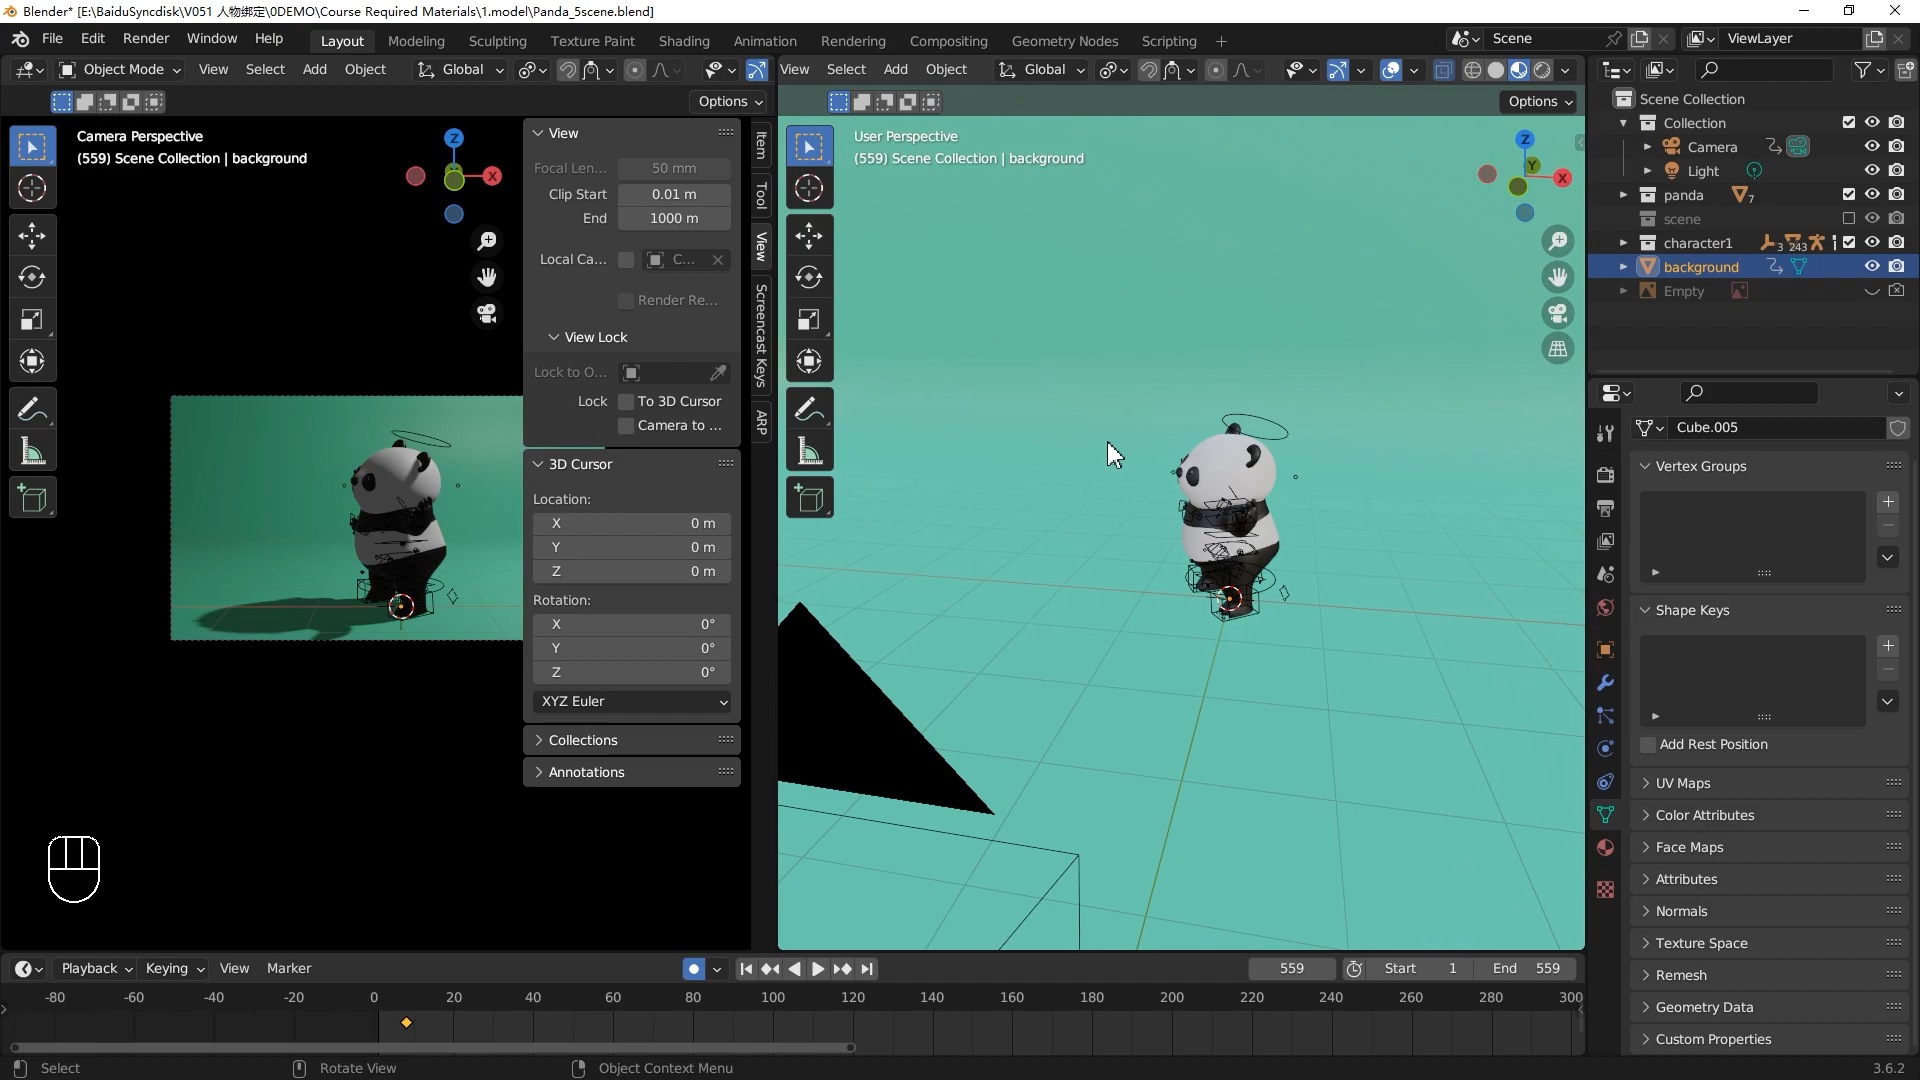 Blender* [E:\BaiduSyncdisk\V051 人物绑定\0DEMO\Course Required Materials\1.model\Panda_5scene.blend]
File Edit Render Window Help Layout Modeling Sculpting Texture Paint Shading Animation Rendering Compositing Geometry Nodes Scripting + Scene ViewLayer
Object Mode View Select Add Object Global View Select Add Object Global
Options Options
Camera Perspective
(559) Scene Collection | background
View
Focal Len... 50 mm
Clip Start 0.01 m
End 1000 m
Local Ca... C...
Render Re...
View Lock
Lock to O...
Lock To 3D Cursor
Camera to ...
3D Cursor
Location:
X 0 m
Y 0 m
Z 0 m
Rotation:
X 0°
Y 0°
Z 0°
XYZ Euler
Collections
Annotations
Item
Tool
View
Screencast Keys
ARP
Z
X
User Perspective
(559) Scene Collection | background
Z
Y
X
Scene Collection
Collection
Camera
Light
panda 7
scene
character1 3 243
background
Empty
Cube.005
Vertex Groups
Shape Keys
Add Rest Position
UV Maps
Color Attributes
Face Maps
Attributes
Normals
Texture Space
Remesh
Geometry Data
Custom Properties
Playback Keying View Marker 559 Start 1 End 559
-80 -60 -40 -20 0 20 40 60 80 100 120 140 160 180 200 220 240 260 280 300
Select Rotate View Object Context Menu 3.6.2